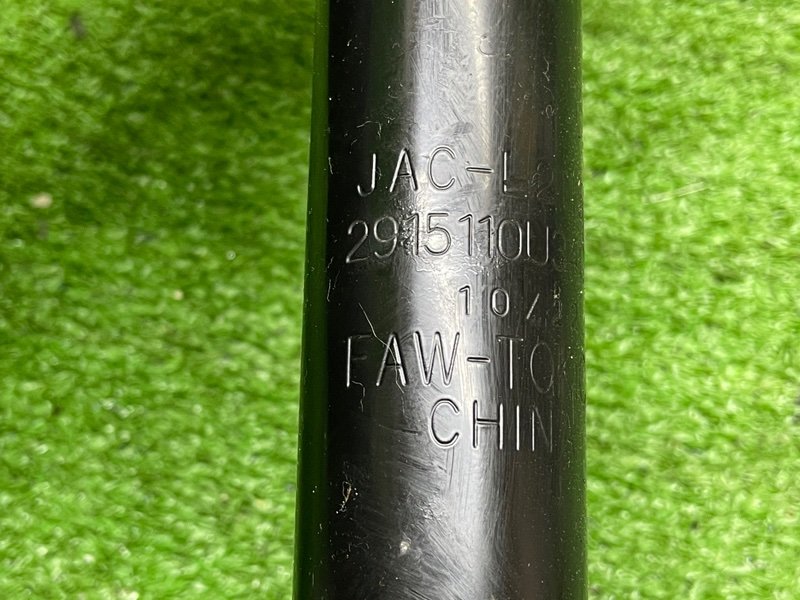 JAC-L
2915110U
10/
FAW-TO
CHIN